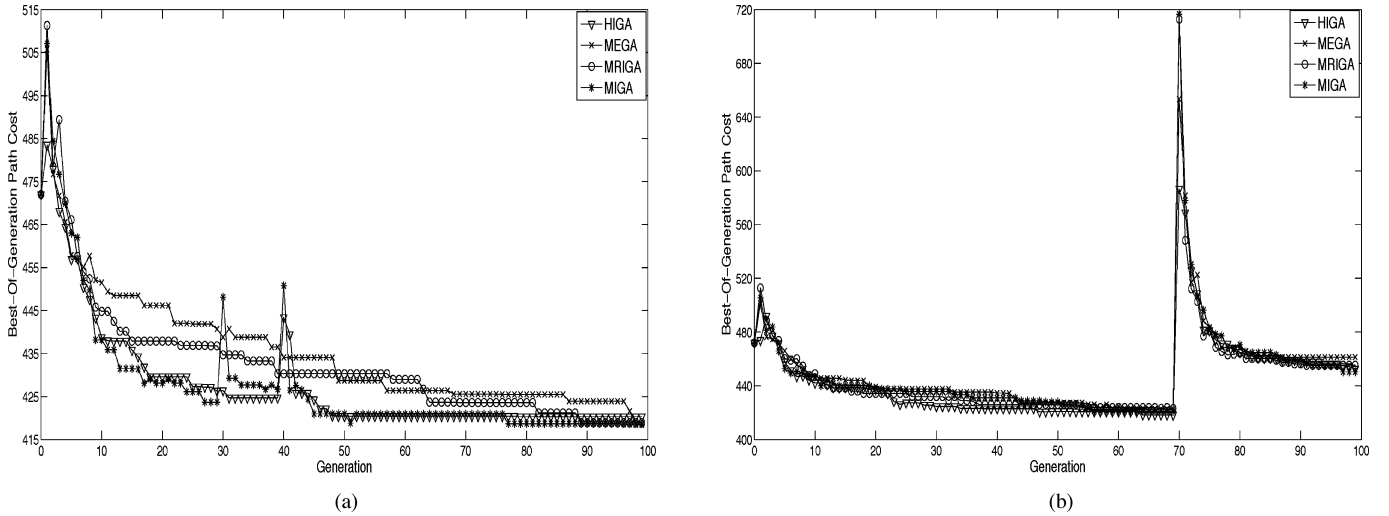 515
505
495
485
475
465
455
445
435
425
415
Best-Of-Generation Path Cost
HIGA
MEGA
MRIGA
MIGA
0 10 20 30 40 50 60 70 80 90 100
Generation
(a)
720
680
640
600
560
520
480
440
400
Best-Of-Generation Path Cost
HIGA
MEGA
MRIGA
MIGA
0 10 20 30 40 50 60 70 80 90 100
Generation
(b)